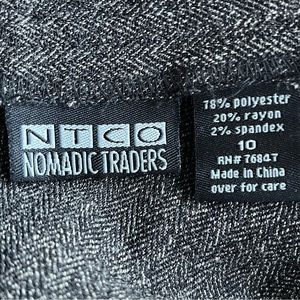 NTCO
NOMADIC TRADERS
78% polyester
20% rayon
2% spandex
10
RN# 76847
Made in China
over for care